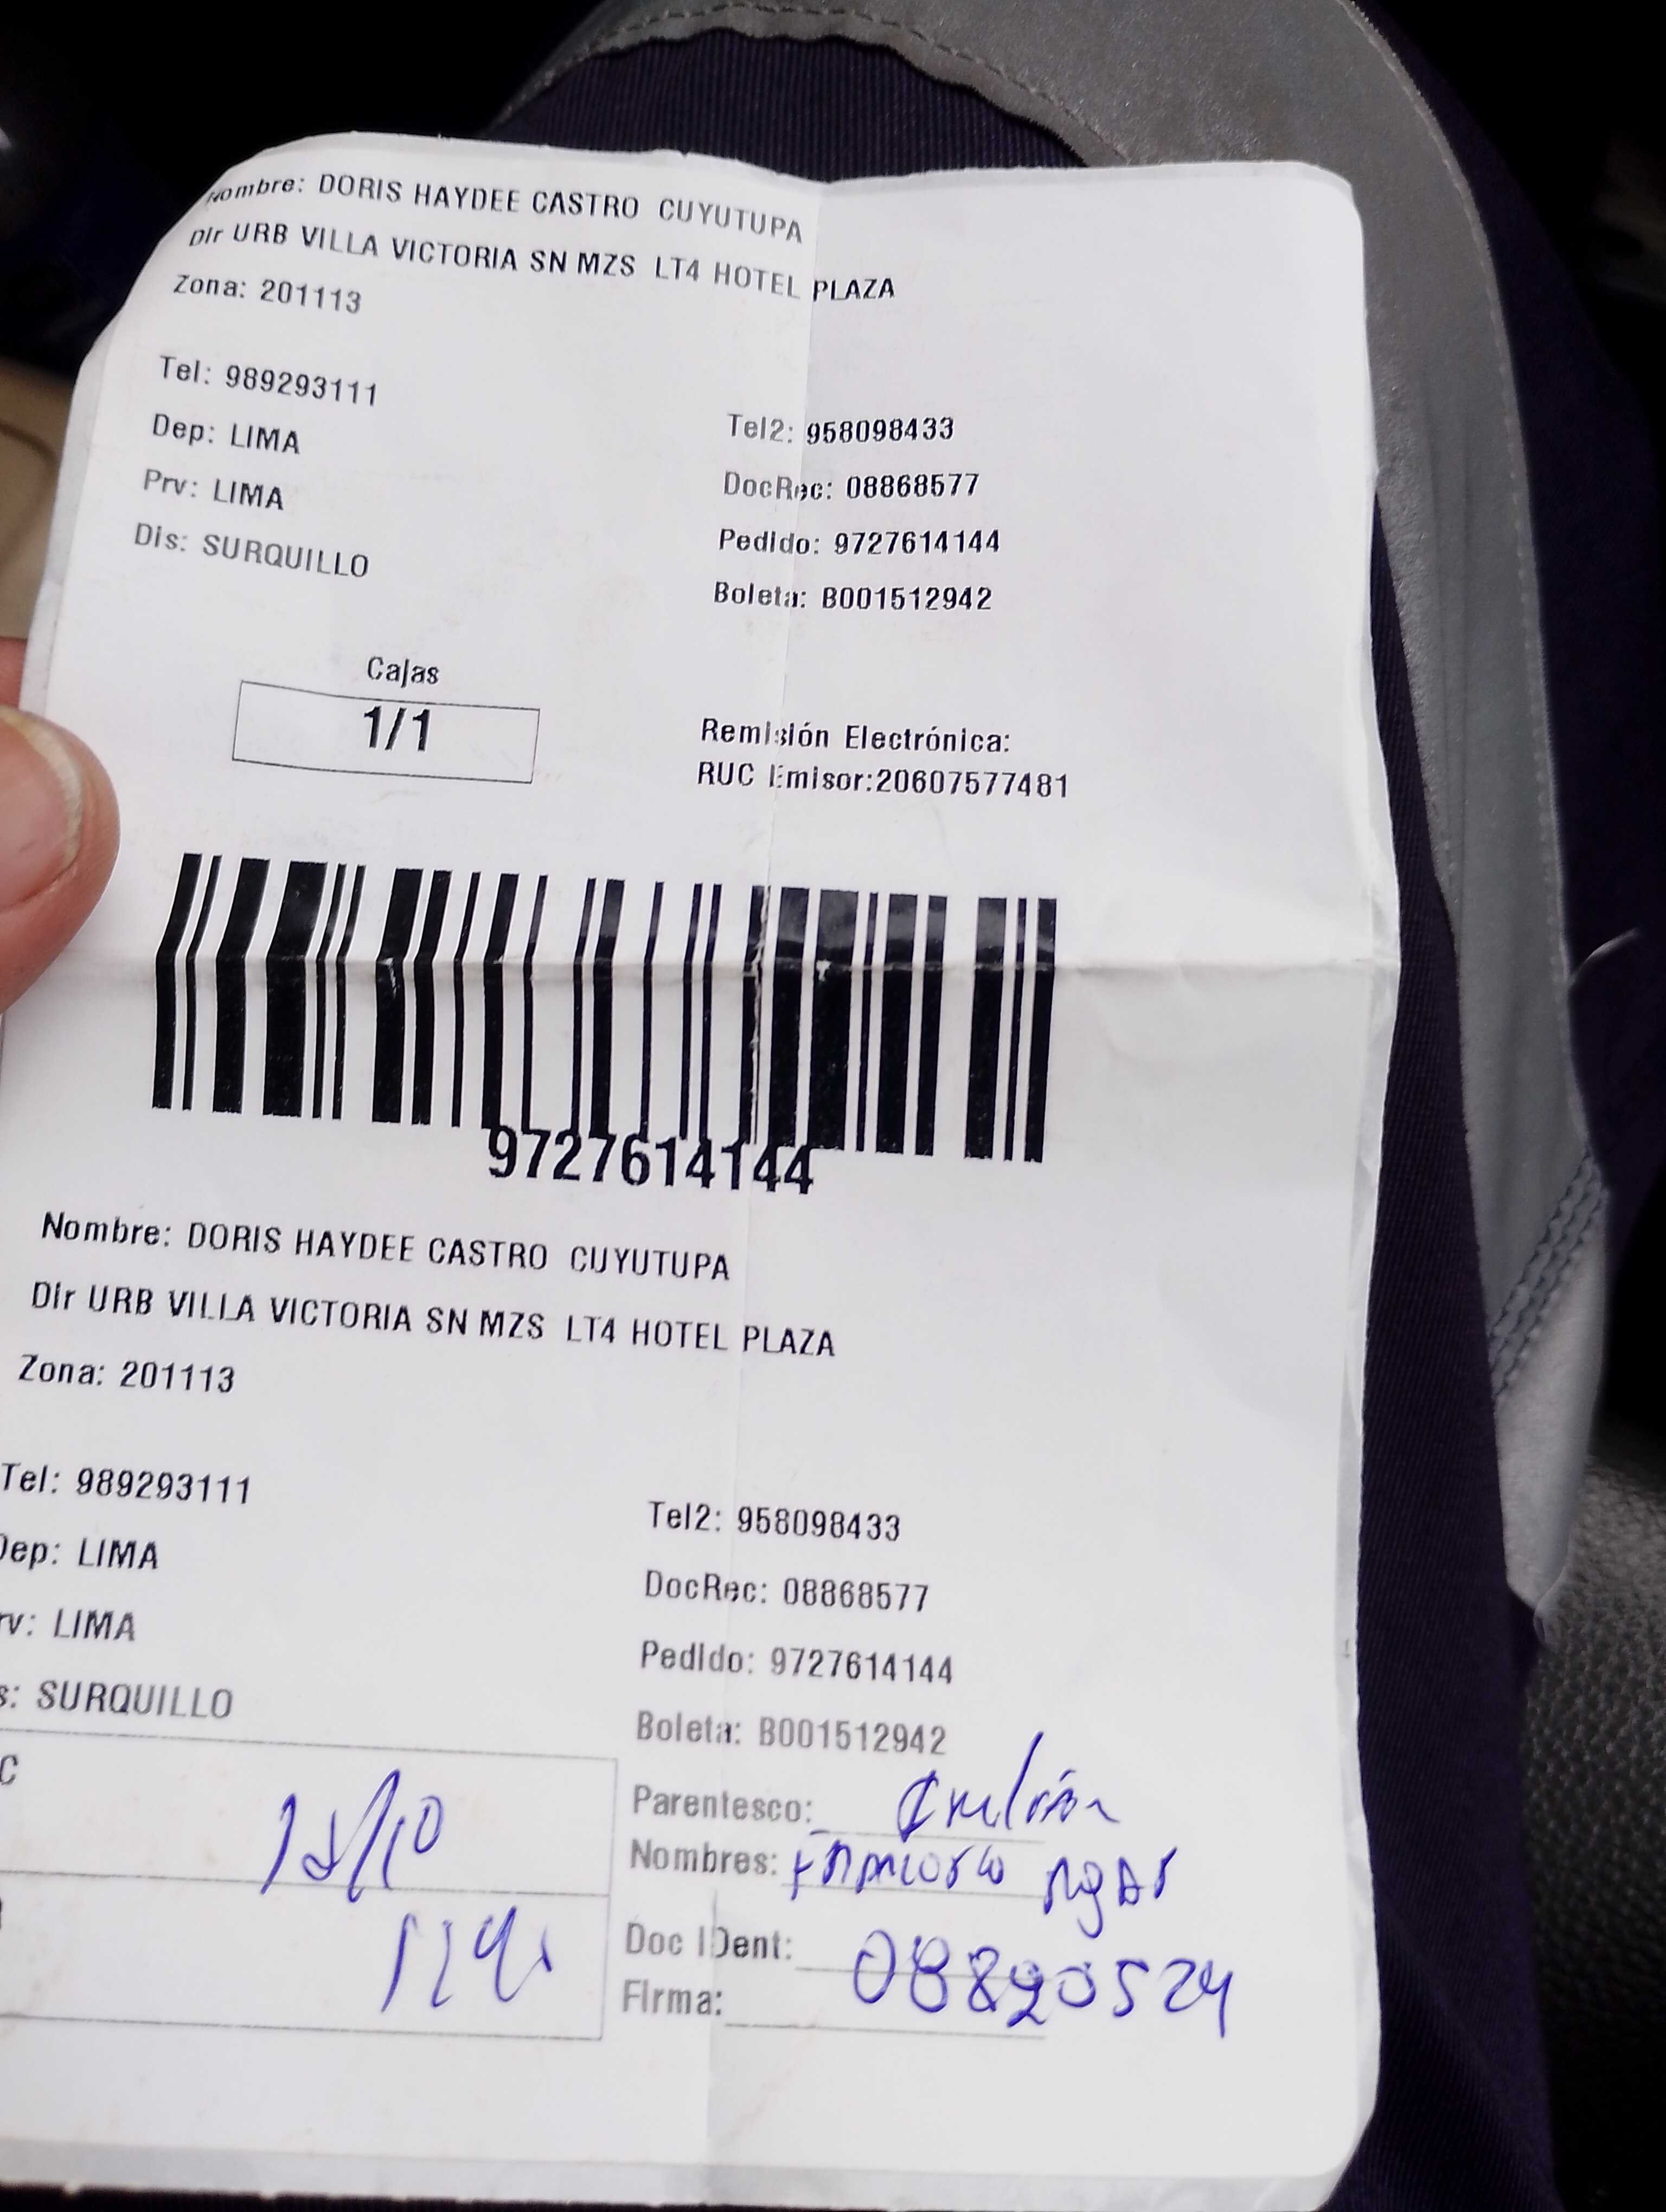 Nombre: DORIS HAYDEE CASTRO CUYUTUPA
Dir URB VILLA VICTORIA SN MZS LT4 HOTEL PLAZA
Zona: 201113
Tel: 989293111
Tel2: 958098433
Dep: LIMA
DocRec: 08868577
Prv: LIMA
Pedido: 9727614144
Dis: SURQUILLO
Boleta: B001512942
Cajas
1/1
Remisión Electrónica:
RUC Emisor:20607577481
9727614144
Nombre: DORIS HAYDEE CASTRO CUYUTUPA
Dir URB VILLA VICTORIA SN MZS LT4 HOTEL PLAZA
Zona: 201113
Tel: 989293111
Tel2: 958098433
Dep: LIMA
DocRec: 08868577
rv: LIMA
Pedido: 9727614144
s: SURQUILLO
Boleta: B001512942
C
Parentesco:
Nombres:
Doc IDent: 08820524
Firma: